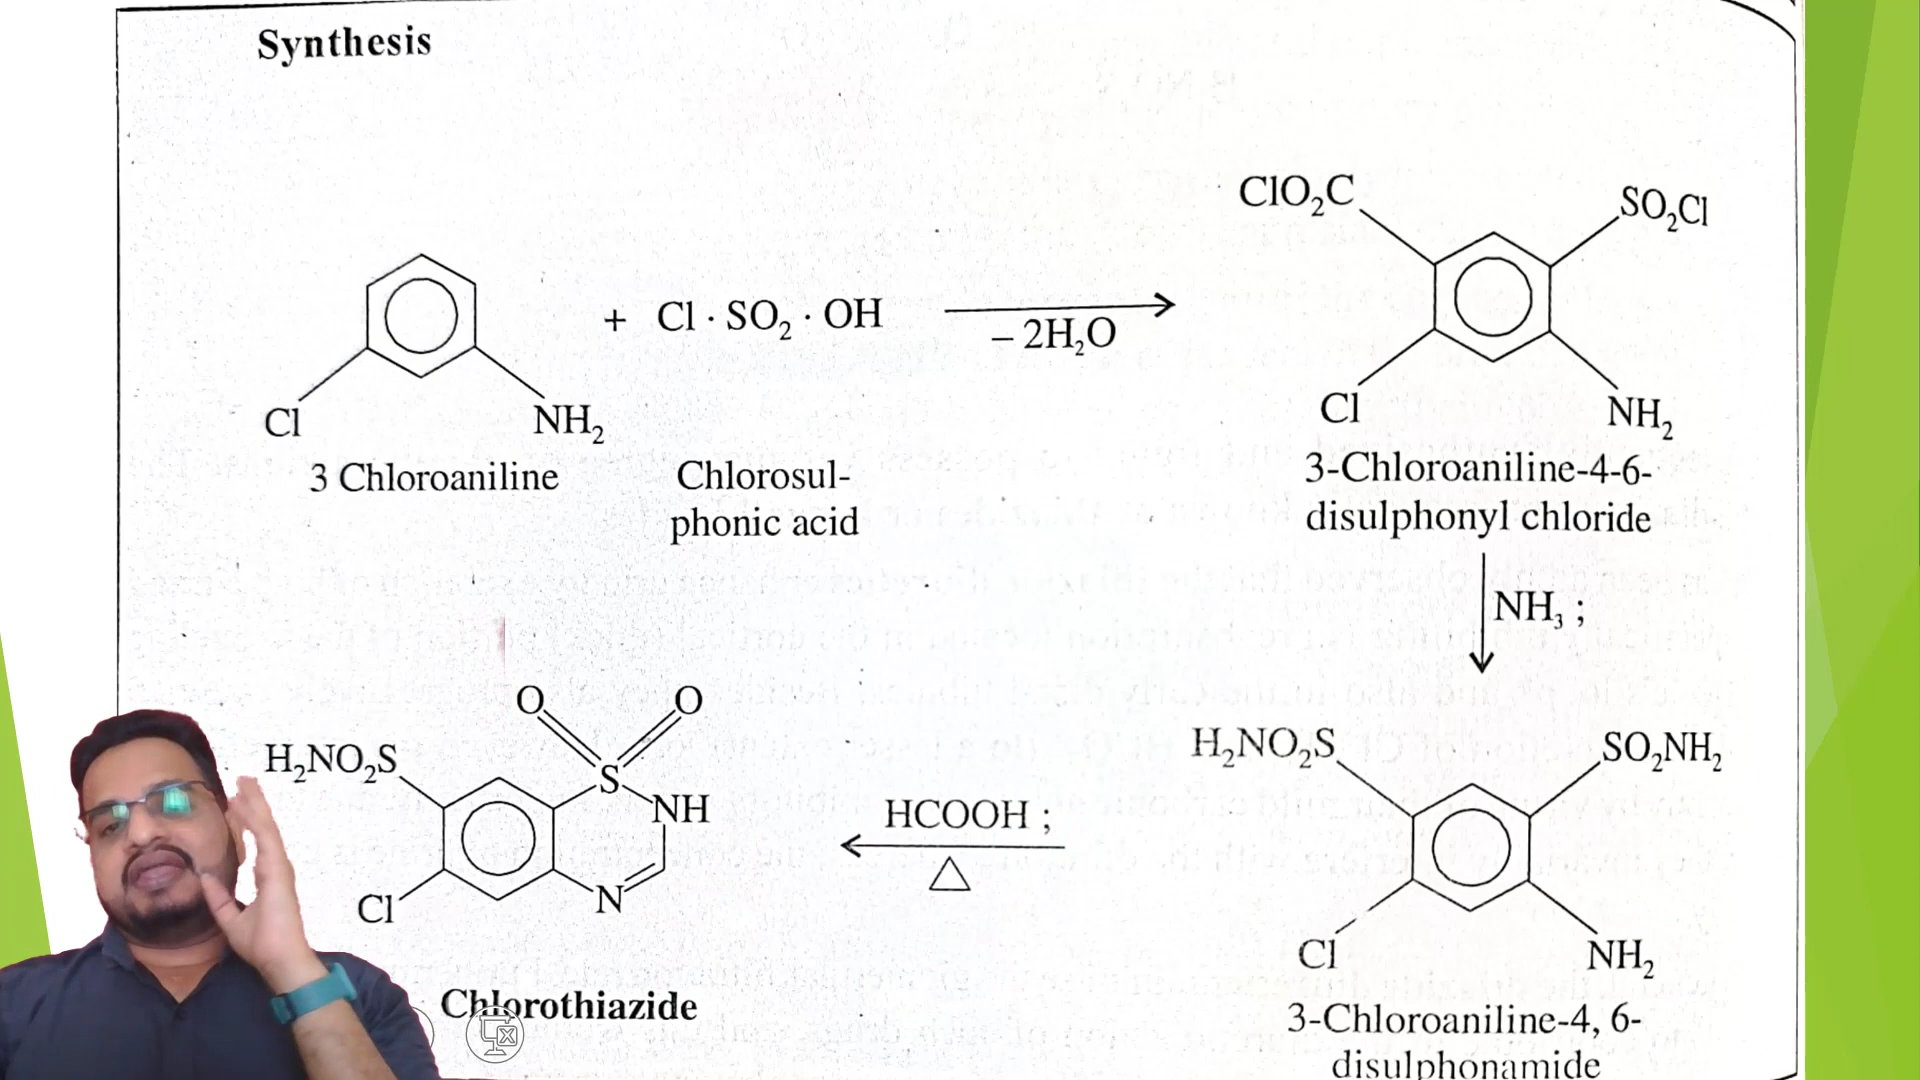 Synthesis
ClO₂C
SO₂Cl
+ Cl · SO₂ · OH
– 2H₂O
Cl
NH₂
Cl
NH₂
3 Chloroaniline
Chlorosul-
phonic acid
3-Chloroaniline-4-6-
disulphonyl chloride
NH₃ ;
O
O
H₂NO₂S
S
NH
N
Cl
HCOOH ;
△
H₂NO₂S
SO₂NH₂
Cl
NH₂
Chlorothiazide
3-Chloroaniline-4, 6-
disulphonamide